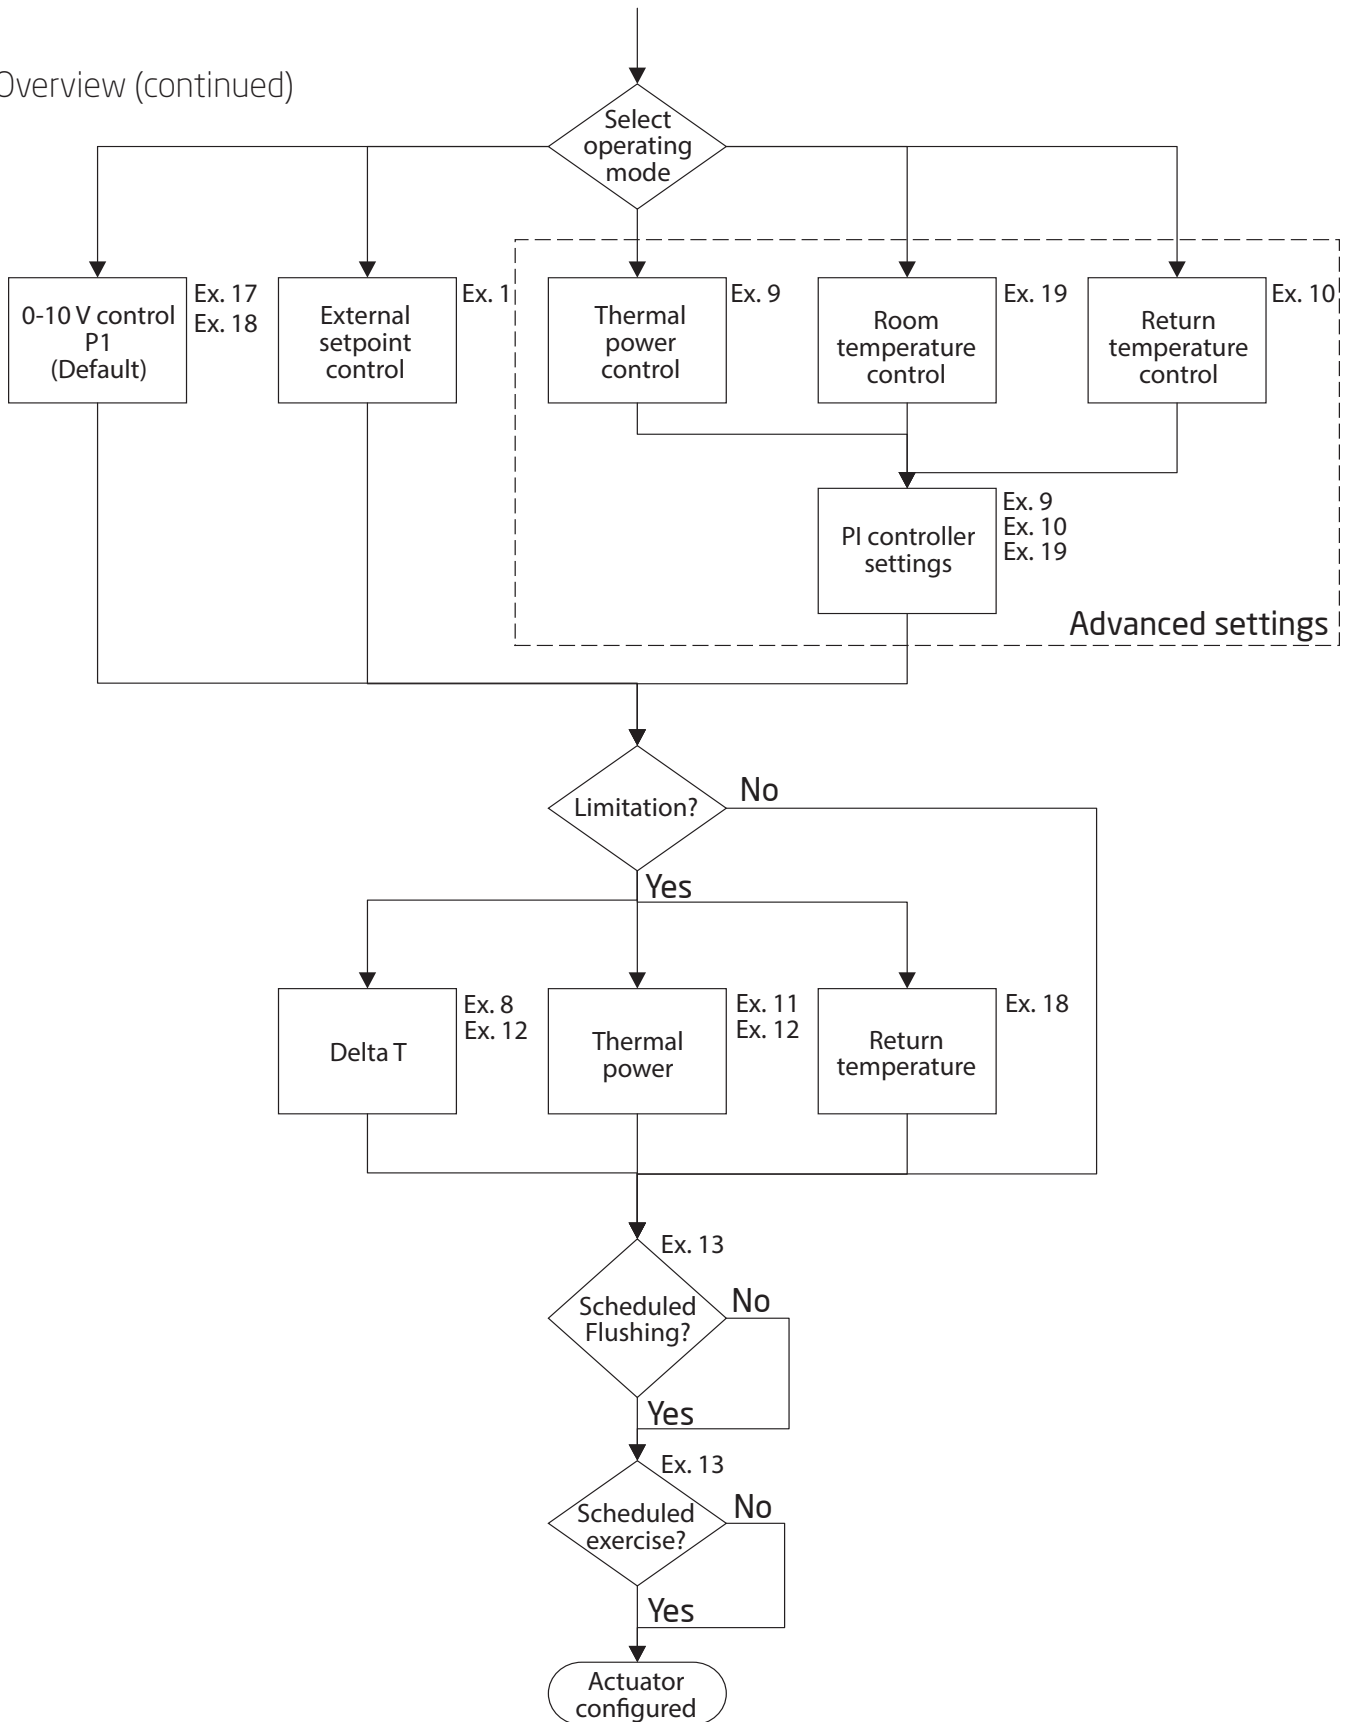 Overview (continued)
Select
operating
mode
0-10 V control
P1
(Default)
Ex. 17
Ex. 18
External
setpoint
control
Ex. 1
Thermal
power
control
Ex. 9
Room
temperature
control
Ex. 19
Return
temperature
control
Ex. 10
PI controller
settings
Ex. 9
Ex. 10
Ex. 19
Advanced settings
Limitation?
No
Yes
Delta T
Ex. 8
Ex. 12
Thermal
power
Ex. 11
Ex. 12
Return
temperature
Ex. 18
Ex. 13
Scheduled
Flushing?
No
Yes
Ex. 13
Scheduled
exercise?
No
Yes
Actuator
configured